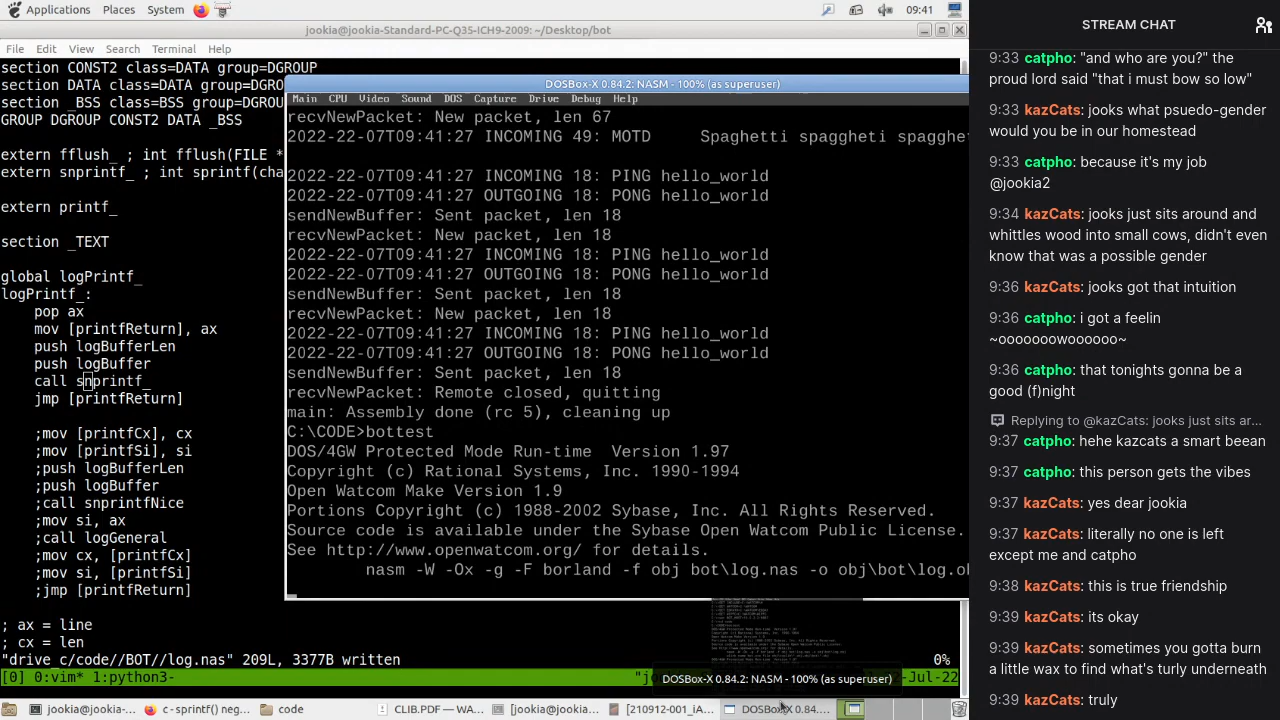 Applications Places System 09:41
jookia@jookia-Standard-PC-Q35-ICH9-2009: ~/Desktop/bot
File Edit View Search Terminal Help
section CONST2 class=DATA group=DGROUP
section DATA class=DATA group=DGRO
section _BSS class=BSS group=DGROU
GROUP DGROUP CONST2 DATA _BSS
extern fflush_ ; int fflush(FILE *
extern snprintf_ ; int sprintf(cha
extern printf_
section _TEXT
global logPrintf_
logPrintf_:
pop ax
mov [printfReturn], ax
push logBufferLen
push logBuffer
call snprintf_
jmp [printfReturn]
;mov [printfCx], cx
;mov [printfSi], si
;push logBufferLen
;push logBuffer
;call snprintfNice
;mov si, ax
;call logGeneral
;mov cx, [printfCx]
;mov si, [printfSi]
;jmp [printfReturn]
; ax = line
209L, 3778 written
0%
[0] 0:vim* 1:python3-
DOSBox-X 0.84.2: NASM - 100% (as superuser)
Main CPU Video Sound DOS Capture Drive Debug Help
recvNewPacket: New packet, len 67
2022-22-07T09:41:27 INCOMING 49: MOTD Spaghetti spaggheti spagghe
2022-22-07T09:41:27 INCOMING 18: PING hello_world
2022-22-07T09:41:27 OUTGOING 18: PONG hello_world
sendNewBuffer: Sent packet, len 18
recvNewPacket: New packet, len 18
2022-22-07T09:41:27 INCOMING 18: PING hello_world
2022-22-07T09:41:27 OUTGOING 18: PONG hello_world
sendNewBuffer: Sent packet, len 18
recvNewPacket: New packet, len 18
2022-22-07T09:41:27 INCOMING 18: PING hello_world
2022-22-07T09:41:27 OUTGOING 18: PONG hello_world
sendNewBuffer: Sent packet, len 18
recvNewPacket: Remote closed, quitting
main: Assembly done (rc 5), cleaning up
C:\CODE>bottest
DOS/4GW Protected Mode Run-time Version 1.97
Copyright (c) Rational Systems, Inc. 1990-1994
Open Watcom Make Version 1.9
Portions Copyright (c) 1988-2002 Sybase, Inc. All Rights Reserved.
Source code is available under the Sybase Open Watcom Public License.
See http://www.openwatcom.org/ for details.
nasm -W -Ox -g -F borland -f obj bot\log.nas -o obj\bot\log.ob
DOSBox-X 0.84.2: NASM - 100% (as superuser)
2-Jul-22
jookia@jookia-... c - sprintf() neg... code CLIB.PDF — WA... [jookia@jookia-... [210912-001_iA... DOSBox-X 0.84....
STREAM CHAT
9:33 catpho: "and who are you?" the
proud lord said "that i must bow so low"
9:33 kazCats: jooks what psuedo-gender
would you be in our homestead
9:33 catpho: because it's my job
@jookia2
9:34 kazCats: jooks just sits around and
whittles wood into small cows, didn't even
know that was a possible gender
9:36 kazCats: jooks got that intuition
9:36 catpho: i got a feelin
~ooooooowoooooo~
9:36 catpho: that tonights gonna be a
good (f)night
Replying to @kazCats: jooks just sits ar...
9:37 catpho: hehe kazcats a smart beean
9:37 catpho: this person gets the vibes
9:37 kazCats: yes dear jookia
9:37 kazCats: literally no one is left
except me and catpho
9:38 kazCats: this is true friendship
9:39 kazCats: its okay
9:39 kazCats: sometimes you gotta burn
a little wax to find what's turly underneath
9:39 kazCats: truly